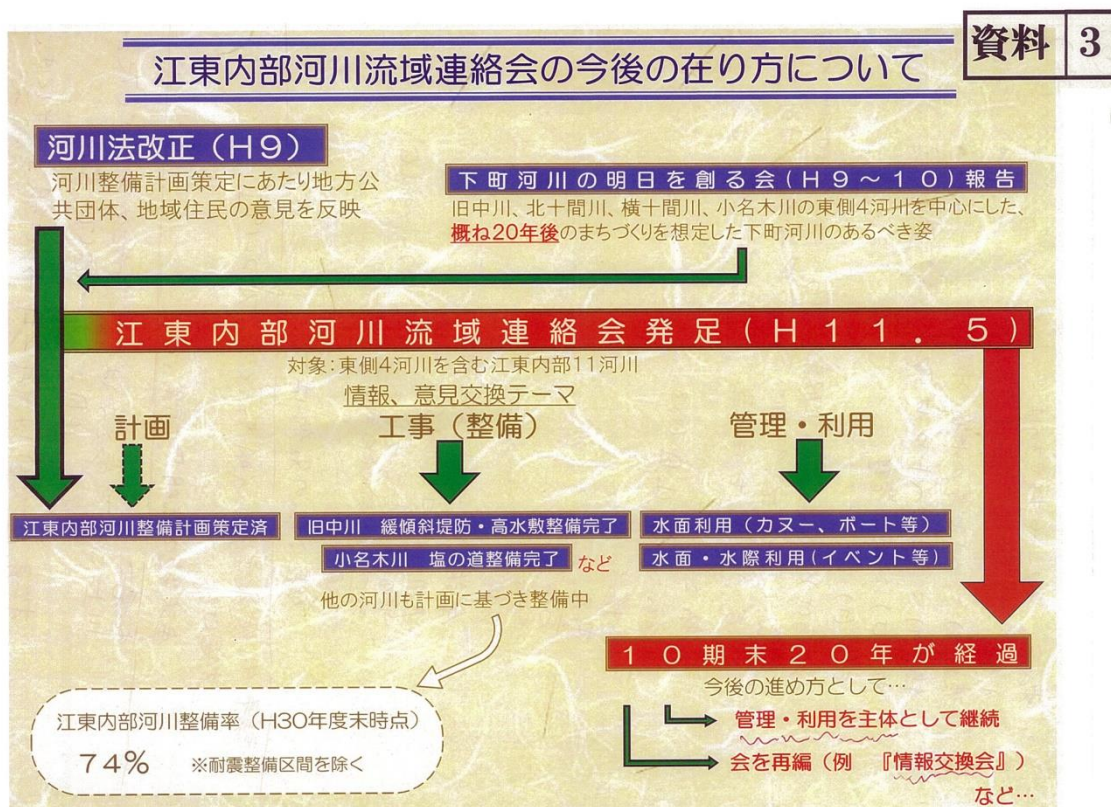 資料 3
江東内部河川流域連絡会の今後の在り方について
河川法改正（H9）
河川整備計画策定にあたり地方公
共団体、地域住民の意見を反映
下町河川の明日を創る会（H9～10）報告
旧中川、北十間川、横十間川、小名木川の東側4河川を中心にした、
概ね20年後のまちづくりを想定した下町河川のあるべき姿
江東内部河川流域連絡会発足（H11．5）
対象：東側4河川を含む江東内部11河川
情報、意見交換テーマ
計画
工事（整備）
管理・利用
江東内部河川整備計画策定済
旧中川　緩傾斜堤防・高水敷整備完了
小名木川　塩の道整備完了 など
水面利用（カヌー、ボート等）
水面・水際利用（イベント等）
他の河川も計画に基づき整備中
江東内部河川整備率（H30年度末時点）
74%　※耐震整備区間を除く
10期末20年が経過
今後の進め方として…
管理・利用を主体として継続
会を再編（例　『情報交換会』）
など…